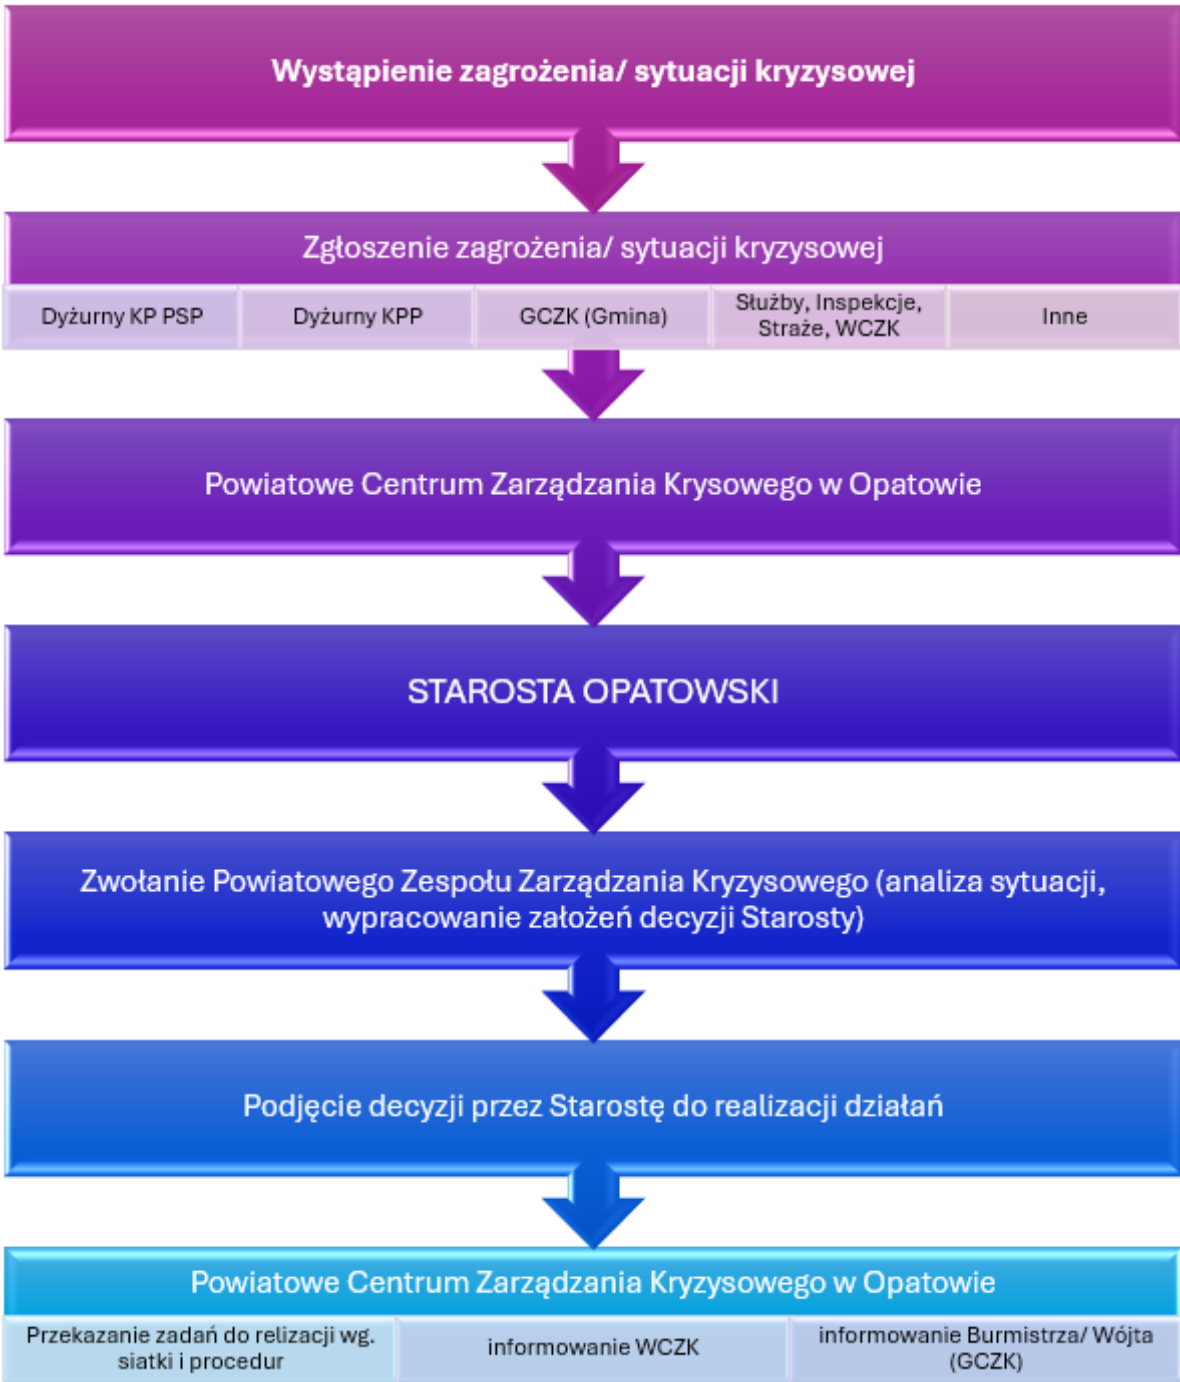 Wystąpienie zagrożenia/ sytuacji kryzysowej
Zgłoszenie zagrożenia/ sytuacji kryzysowej
Dyżurny KP PSP
Dyżurny KPP
GCZK (Gmina)
Służby, Inspekcje,
Straże, WCZK
Inne
Powiatowe Centrum Zarządzania Krysowego w Opatowie
STAROSTA OPATOWSKI
Zwołanie Powiatowego Zespołu Zarządzania Kryzysowego (analiza sytuacji,
wypracowanie założeń decyzji Starosty)
Podjęcie decyzji przez Starostę do realizacji działań
Powiatowe Centrum Zarządzania Kryzysowego w Opatowie
Przekazanie zadań do relizacji wg.
siatki i procedur
informowanie WCZK
informowanie Burmistrza/ Wójta
(GCZK)